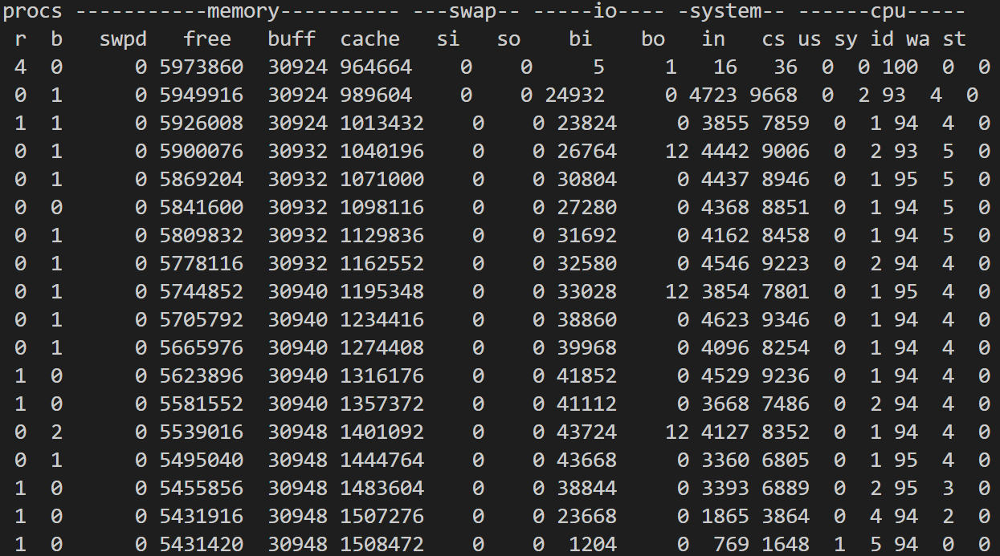 procs -----------memory---------- ---swap-- -----io---- -system-- ------cpu-----
 r  b   swpd   free   buff  cache   si   so    bi    bo   in   cs us sy id wa st
 4  0      0 5973860  30924 964664    0    0     5     1   16   36  0  0 100  0  0
 0  1      0 5949916  30924 989604    0    0 24932     0 4723 9668  0  2 93  4  0
 1  1      0 5926008  30924 1013432    0    0 23824     0 3855 7859  0  1 94  4  0
 0  1      0 5900076  30932 1040196    0    0 26764    12 4442 9006  0  2 93  5  0
 0  1      0 5869204  30932 1071000    0    0 30804     0 4437 8946  0  1 95  5  0
 0  0      0 5841600  30932 1098116    0    0 27280     0 4368 8851  0  1 94  5  0
 0  1      0 5809832  30932 1129836    0    0 31692     0 4162 8458  0  1 94  5  0
 0  1      0 5778116  30932 1162552    0    0 32580     0 4546 9223  0  2 94  4  0
 0  1      0 5744852  30940 1195348    0    0 33028    12 3854 7801  0  1 95  4  0
 0  1      0 5705792  30940 1234416    0    0 38860     0 4623 9346  0  1 94  4  0
 0  1      0 5665976  30940 1274408    0    0 39968     0 4096 8254  0  1 94  4  0
 1  0      0 5623896  30940 1316176    0    0 41852     0 4529 9236  0  1 94  4  0
 1  0      0 5581552  30940 1357372    0    0 41112     0 3668 7486  0  2 94  4  0
 0  2      0 5539016  30948 1401092    0    0 43724    12 4127 8352  0  1 94  4  0
 0  1      0 5495040  30948 1444764    0    0 43668     0 3360 6805  0  1 95  4  0
 1  0      0 5455856  30948 1483604    0    0 38844     0 3393 6889  0  2 95  3  0
 1  0      0 5431916  30948 1507276    0    0 23668     0 1865 3864  0  4 94  2  0
 1  0      0 5431420  30948 1508472    0    0  1204     0  769 1648  1  5 94  0  0